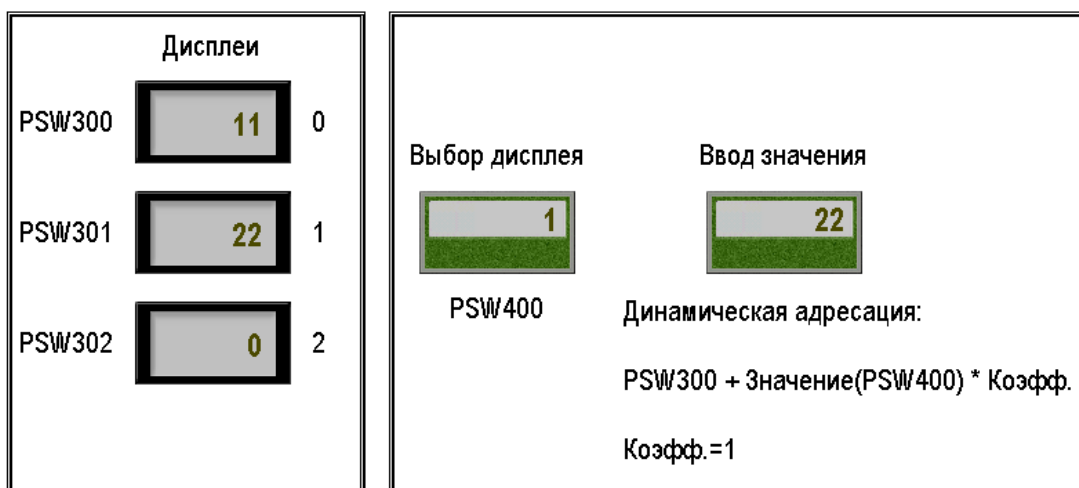 Дисплеи
PSW300 11 0
PSW301 22 1
PSW302 0 2
Выбор дисплея
1
PSW400
Ввод значения
22
Динамическая адресация:
PSW300 + Значение(PSW400) * Коэфф.
Коэфф.=1